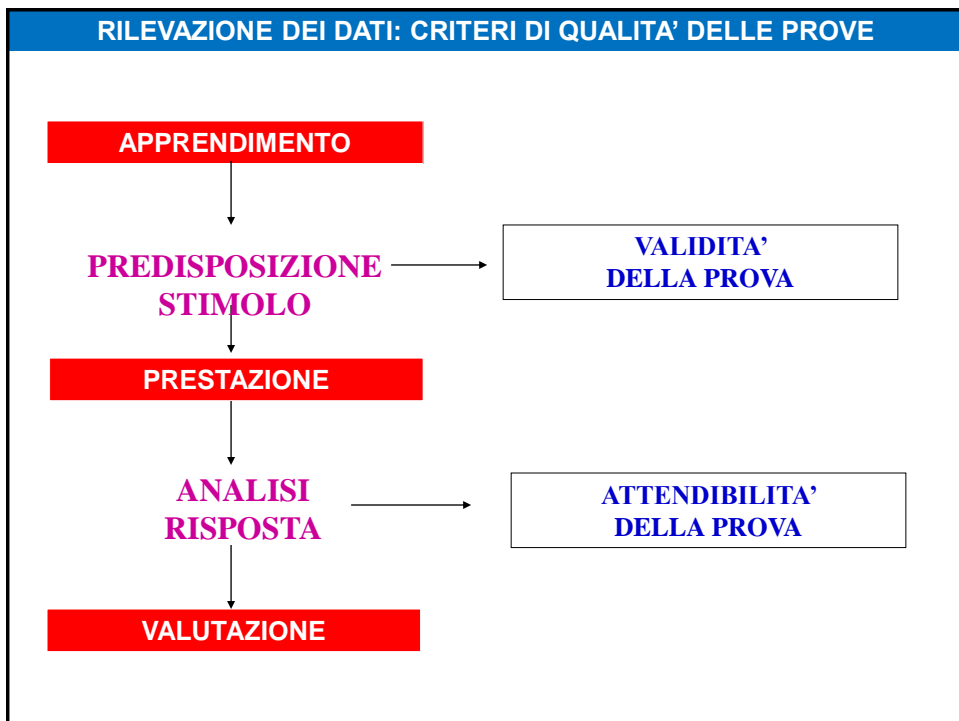 RILEVAZIONE DEI DATI: CRITERI DI QUALITA’ DELLE PROVE
APPRENDIMENTO
PREDISPOSIZIONE
STIMOLO
VALIDITA’
DELLA PROVA
PRESTAZIONE
ANALISI
RISPOSTA
ATTENDIBILITA’
DELLA PROVA
VALUTAZIONE